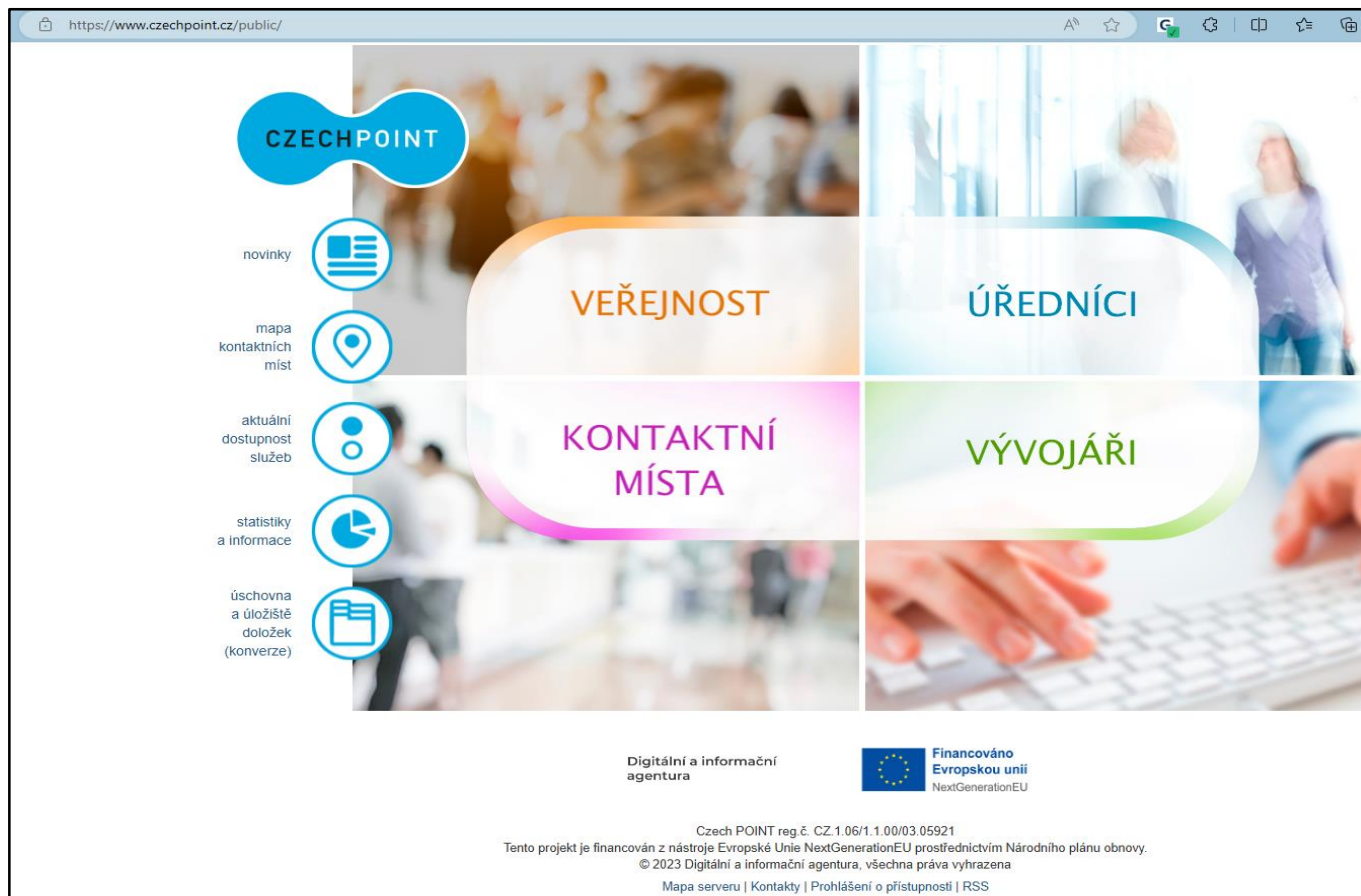 https://www.czechpoint.cz/public/
CZECHPOINT
novinky
mapa
kontaktních
míst
aktuální
dostupnost
služeb
statistiky
a informace
úschovna
a úložiště
doložek
(konverze)
VEŘEJNOST
ÚŘEDNÍCI
KONTAKTNÍ
MÍSTA
VÝVOJÁŘI
Digitální a informační
agentura
Financováno
Evropskou unií
NextGenerationEU
Czech POINT reg.č. CZ.1.06/1.1.00/03.05921
Tento projekt je financován z nástroje Evropské Unie NextGenerationEU prostřednictvím Národního plánu obnovy.
© 2023 Digitální a informační agentura, všechna práva vyhrazena
Mapa serveru | Kontakty | Prohlášení o přístupnosti | RSS